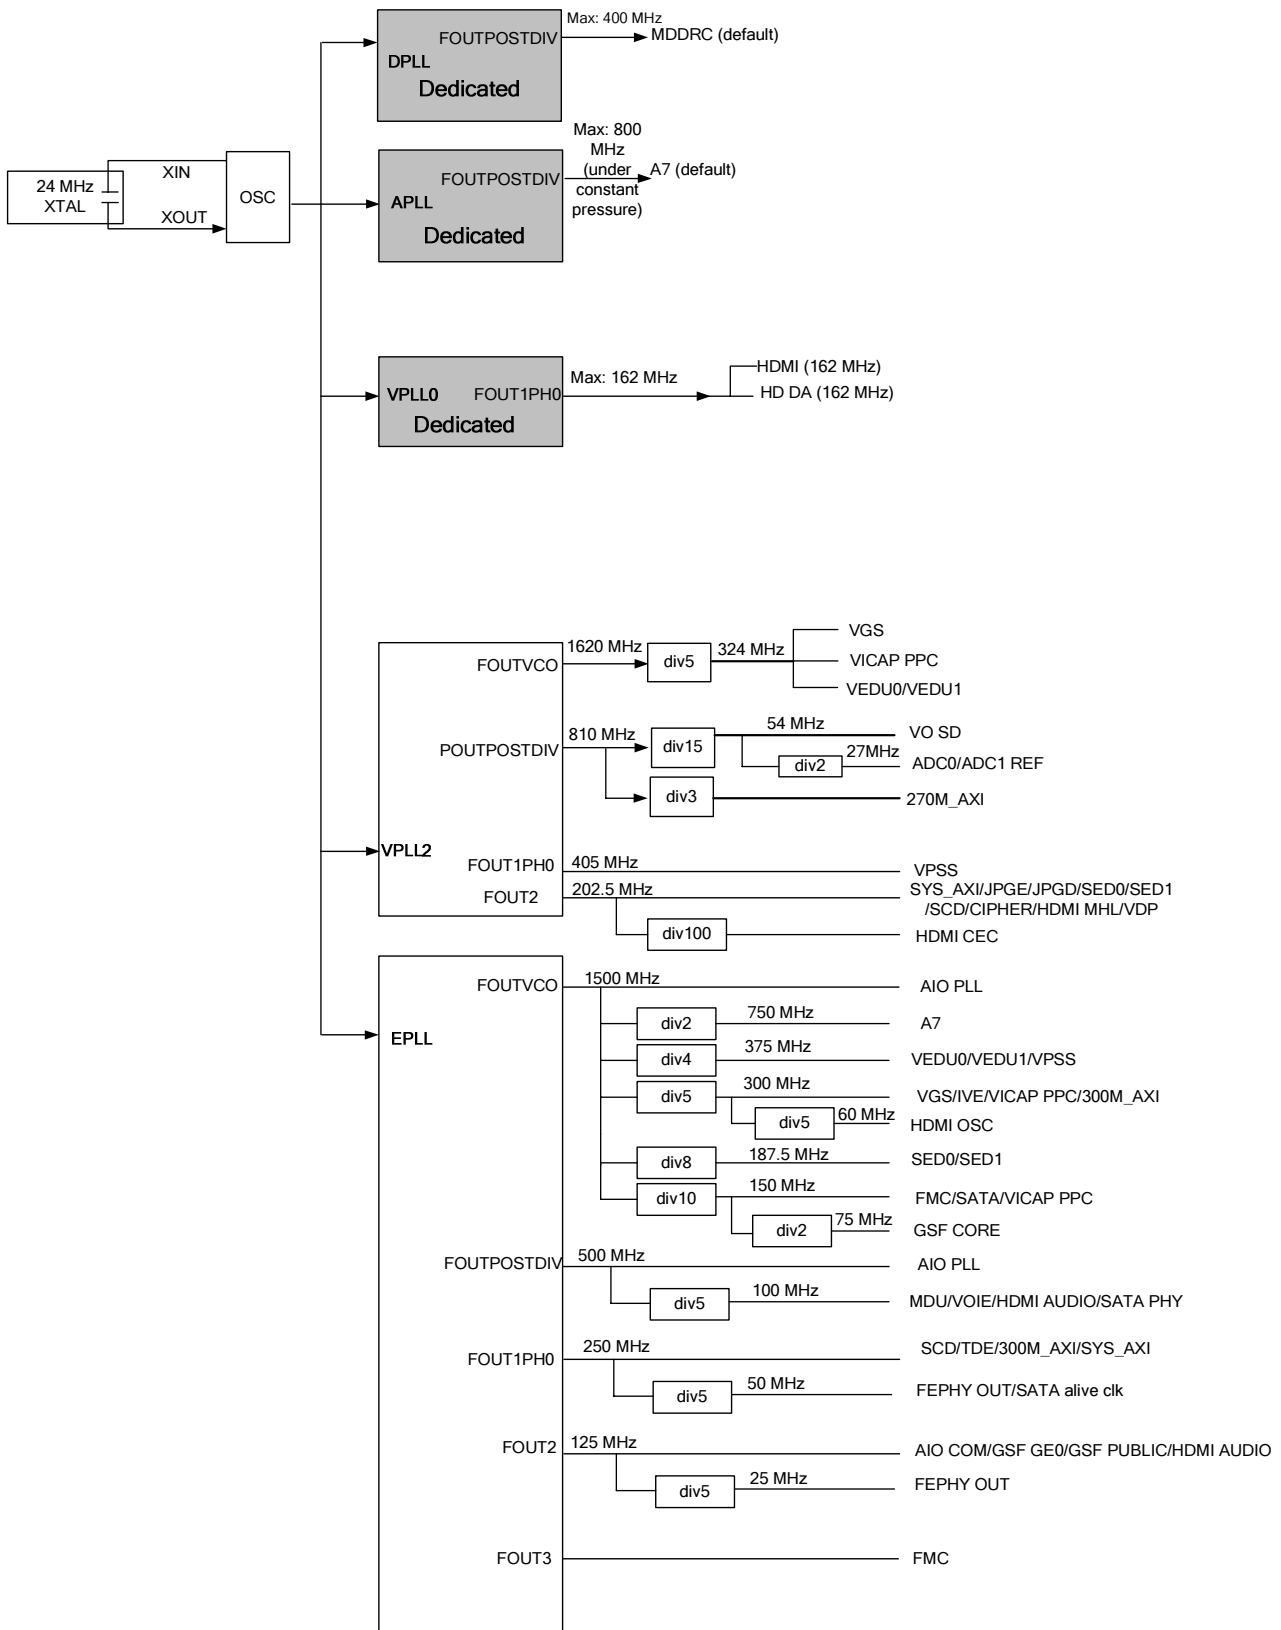 Max: 400 MHz
FOUTPOSTDIV
MDDRC (default)
DPLL
Dedicated
24 MHz
XTAL
XIN
XOUT
OSC
Max: 800
MHz
(under
constant
pressure)
FOUTPOSTDIV
A7 (default)
APLL
Dedicated
VPLL0
FOUT1PH0
Dedicated
Max: 162 MHz
HDMI (162 MHz)
HD DA (162 MHz)
VPLL2
FOUTVCO
1620 MHz
div5
324 MHz
VGS
VICAP PPC
VEDU0/VEDU1
POUTPOSTDIV
810 MHz
div15
54 MHz
VO SD
div2
27MHz
ADC0/ADC1 REF
div3
270M_AXI
FOUT1PH0
405 MHz
VPSS
FOUT2
202.5 MHz
SYS_AXI/JPGE/JPGD/SED0/SED1
/SCD/CIPHER/HDMI MHL/VDP
div100
HDMI CEC
EPLL
FOUTVCO
1500 MHz
AIO PLL
div2
750 MHz
A7
div4
375 MHz
VEDU0/VEDU1/VPSS
div5
300 MHz
VGS/IVE/VICAP PPC/300M_AXI
div5
60 MHz
HDMI OSC
div8
187.5 MHz
SED0/SED1
div10
150 MHz
FMC/SATA/VICAP PPC
div2
75 MHz
GSF CORE
FOUTPOSTDIV
500 MHz
AIO PLL
div5
100 MHz
MDU/VOIE/HDMI AUDIO/SATA PHY
FOUT1PH0
250 MHz
SCD/TDE/300M_AXI/SYS_AXI
div5
50 MHz
FEPHY OUT/SATA alive clk
FOUT2
125 MHz
AIO COM/GSF GE0/GSF PUBLIC/HDMI AUDIO
div5
25 MHz
FEPHY OUT
FOUT3
FMC